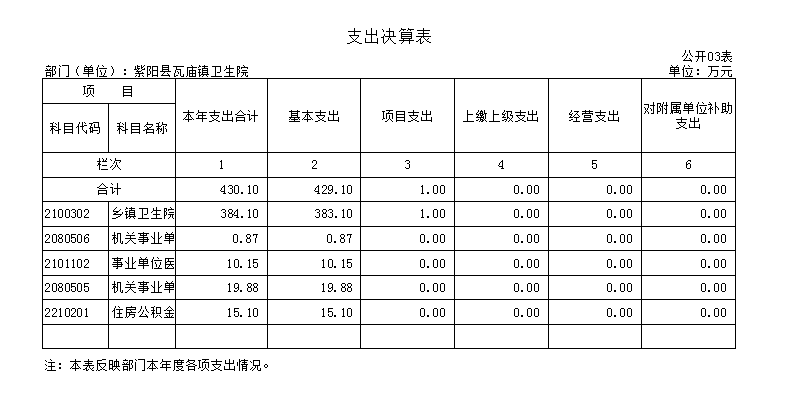 支出决算表
公开03表
部门（单位）：紫阳县瓦庙镇卫生院 单位：万元
项 目 本年支出合计 基本支出 项目支出 上缴上级支出 经营支出 对附属单位补助支出
科目代码 科目名称
栏次 1 2 3 4 5 6
合计 430.10 429.10 1.00 0.00 0.00 0.00
2100302 乡镇卫生院 384.10 383.10 1.00 0.00 0.00 0.00
2080506 机关事业单 0.87 0.87 0.00 0.00 0.00 0.00
2101102 事业单位医 10.15 10.15 0.00 0.00 0.00 0.00
2080505 机关事业单 19.88 19.88 0.00 0.00 0.00 0.00
2210201 住房公积金 15.10 15.10 0.00 0.00 0.00 0.00
注：本表反映部门本年度各项支出情况。